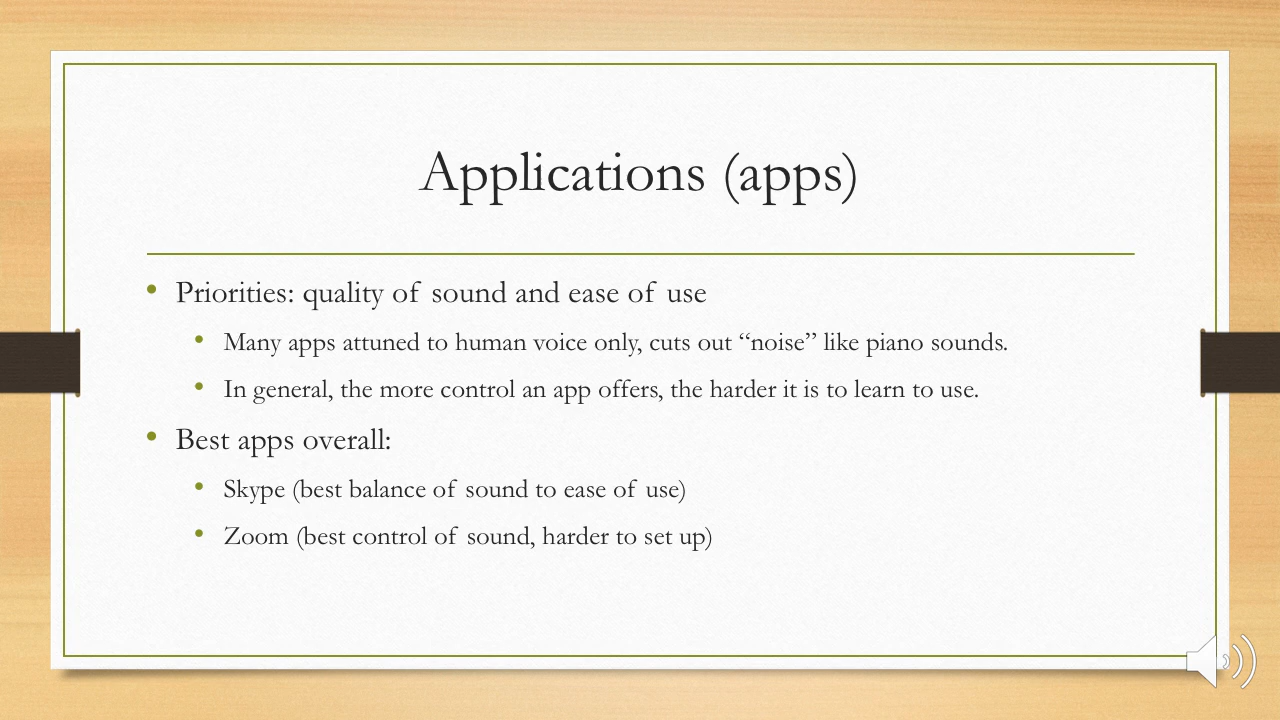 Applications (apps)
• Priorities: quality of sound and ease of use
• Many apps attuned to human voice only, cuts out “noise” like piano sounds.
• In general, the more control an app offers, the harder it is to learn to use.
• Best apps overall:
• Skype (best balance of sound to ease of use)
• Zoom (best control of sound, harder to set up)